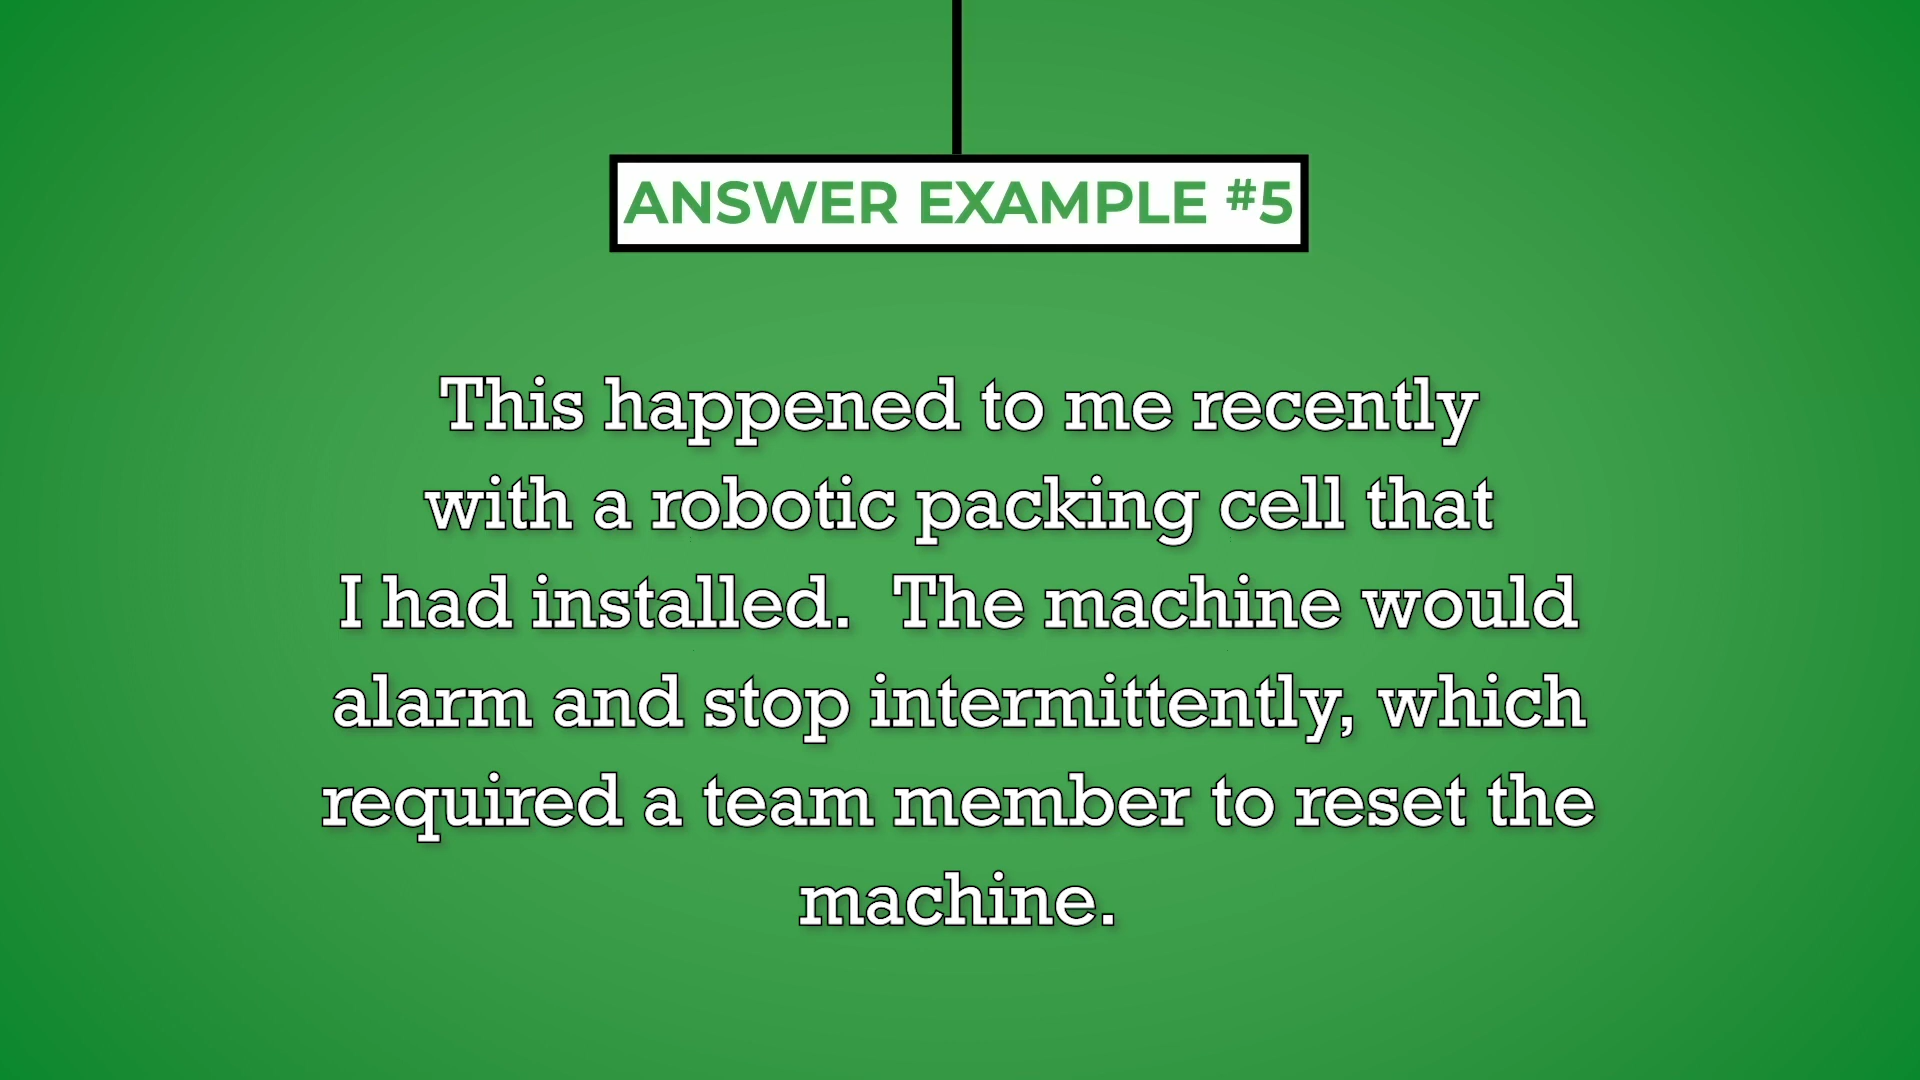 ANSWER EXAMPLE #5
This happened to me recently
with a robotic packing cell that
I had installed.  The machine would
alarm and stop intermittently, which
required a team member to reset the
machine.